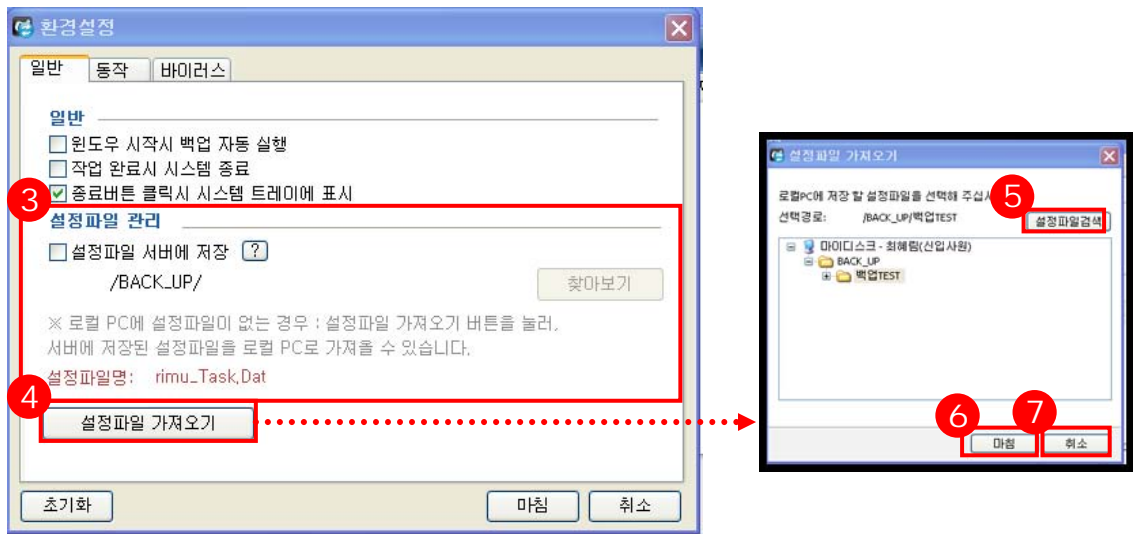 환경설정
일반 동작 바이러스
일반
윈도우 시작시 백업 자동 실행
작업 완료시 시스템 종료
종료버튼 클릭시 시스템 트레이에 표시
3
설정파일 관리
설정파일 서버에 저장 ?
/BACK_UP/ 찾아보기
※ 로컬 PC에 설정파일이 없는 경우 : 설정파일 가져오기 버튼을 눌러,
서버에 저장된 설정파일을 로컬 PC로 가져올 수 있습니다.
설정파일명: rimu_Task.Dat
4
설정파일 가져오기
초기화 마침 취소
설정파일 가져오기
로컬PC에 저장 할 설정파일을 선택해 주십시
5
선택경로: /BACK_UP/백업TEST 설정파일검색
마이디스크 - 최혜림(신입사원)
BACK_UP
백업TEST
6 7
마침 취소